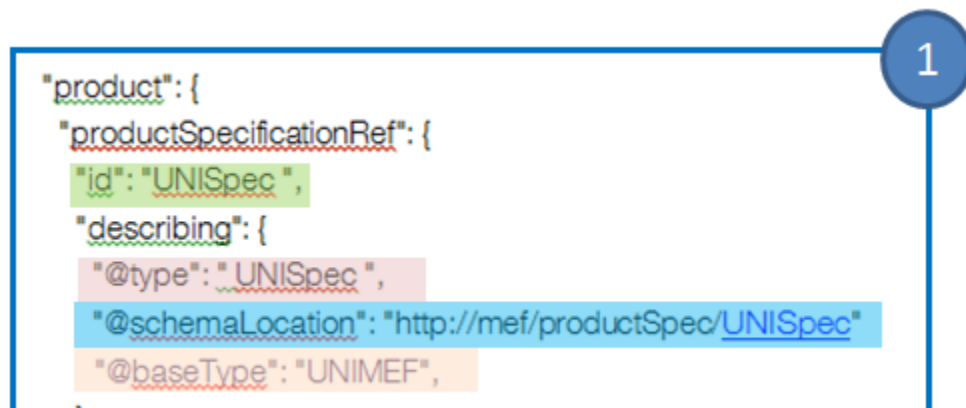 1
"product": {
"productSpecificationRef": {
"id": "UNISpec ",
"describing": {
"@type": " UNISpec ",
"@schemaLocation": "http://mef/productSpec/UNISpec"
"@baseType": "UNIMEF",